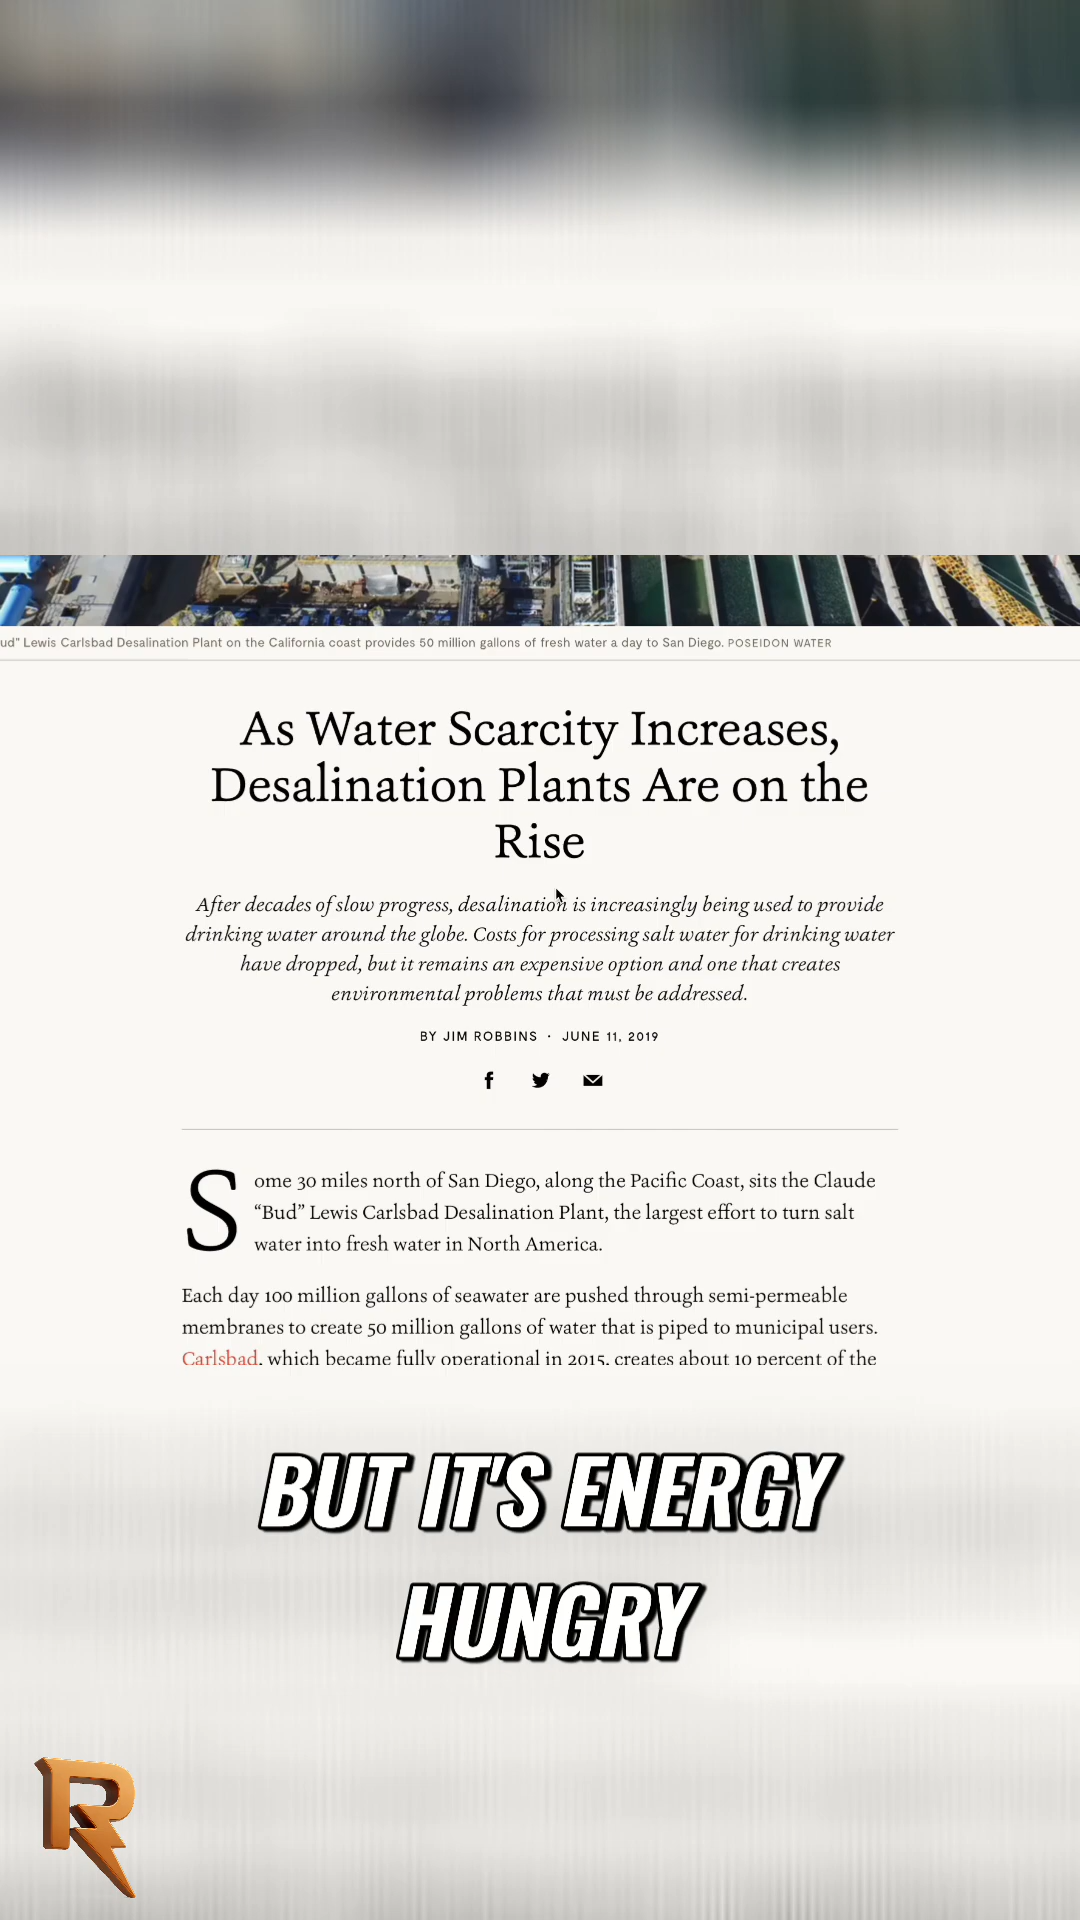 Lewis Carlsbad Desalination Plant on the California coast provides 50 million gallons of fresh water a day to San Diego. POSEIDON WATER
As Water Scarcity Increases,
Desalination Plants Are on the
Rise
After decades of slow progress, desalination is increasingly being used to provide
drinking water around the globe. Costs for processing salt water for drinking water
have dropped, but it remains an expensive option and one that creates
environmental problems that must be addressed.
BY JIM ROBBINS · JUNE 11, 2019
Some 30 miles north of San Diego, along the Pacific Coast, sits the Claude
“Bud” Lewis Carlsbad Desalination Plant, the largest effort to turn salt
water into fresh water in North America.
Each day 100 million gallons of seawater are pushed through semi-permeable
membranes to create 50 million gallons of water that is piped to municipal users.
Carlsbad, which became fully operational in 2015, creates about 10 percent of the
BUT IT'S ENERGY
HUNGRY
R